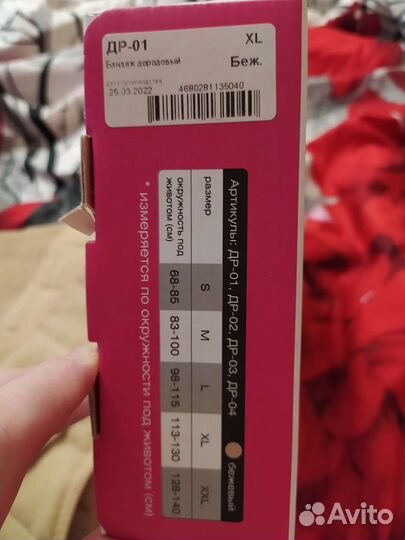 ДР-01 XL
Бандаж дородовый Беж.
дата производства
25.03.2022
4680281135040
Артикулы: ДР-01, ДР-02, ДР-03, ДР-04 бежевый
размер S M L XL XXL
окружность под животом (см) 68-85 83-100 98-115 113-130 128-140
* измеряется по окружности под животом (см)
Avito